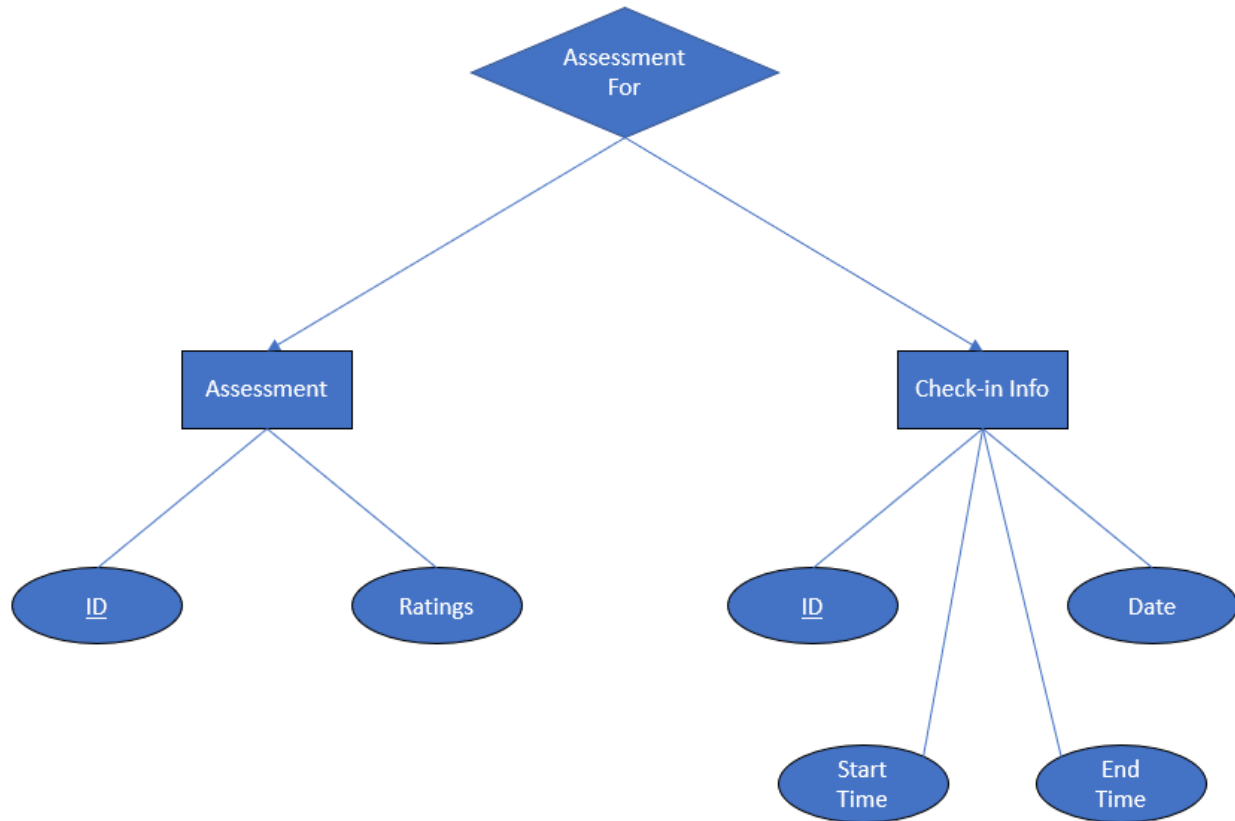 Assessment
For
Assessment
Check-in Info
ID
Ratings
ID
Date
Start
Time
End
Time